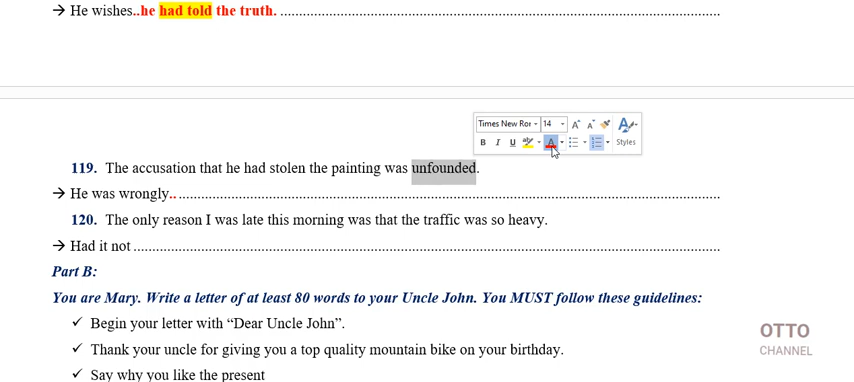 → He wishes..he had told the truth. ...............................................................................................
Times New Ror 14 A A
B I U aby A Styles
119. The accusation that he had stolen the painting was unfounded.
→ He was wrongly.. ...............................................................................................
120. The only reason I was late this morning was that the traffic was so heavy.
→ Had it not ...............................................................................................
Part B:
You are Mary. Write a letter of at least 80 words to your Uncle John. You MUST follow these guidelines:
✓ Begin your letter with “Dear Uncle John”.
✓ Thank your uncle for giving you a top quality mountain bike on your birthday.
✓ Say why you like the present
OTTO
CHANNEL